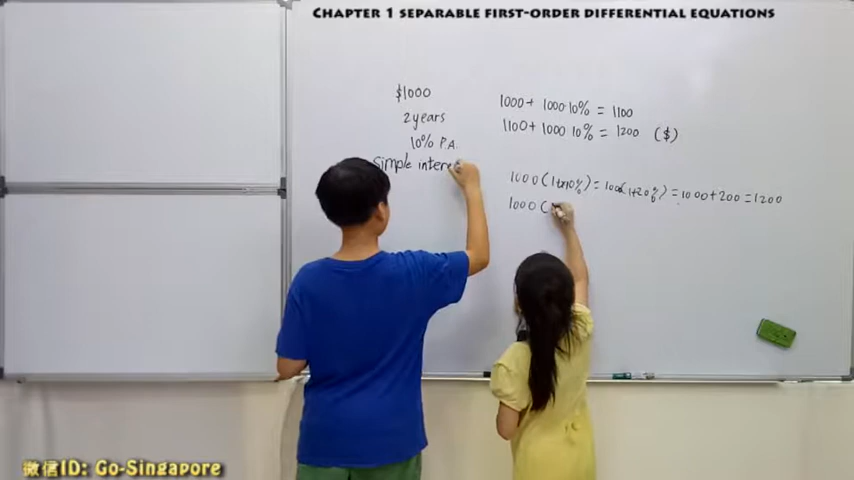 CHAPTER 1 SEPARABLE FIRST-ORDER DIFFERENTIAL EQUATIONS
$1000
2years
10% P.A.
Simple intere
1000 + 1000·10% = 1100
1100 + 1000·10% = 1200 ($)
1000(1+2×10%) = 1000(1+20%) = 1000+200 = 1200
1000(
微信ID: Go-Singapore